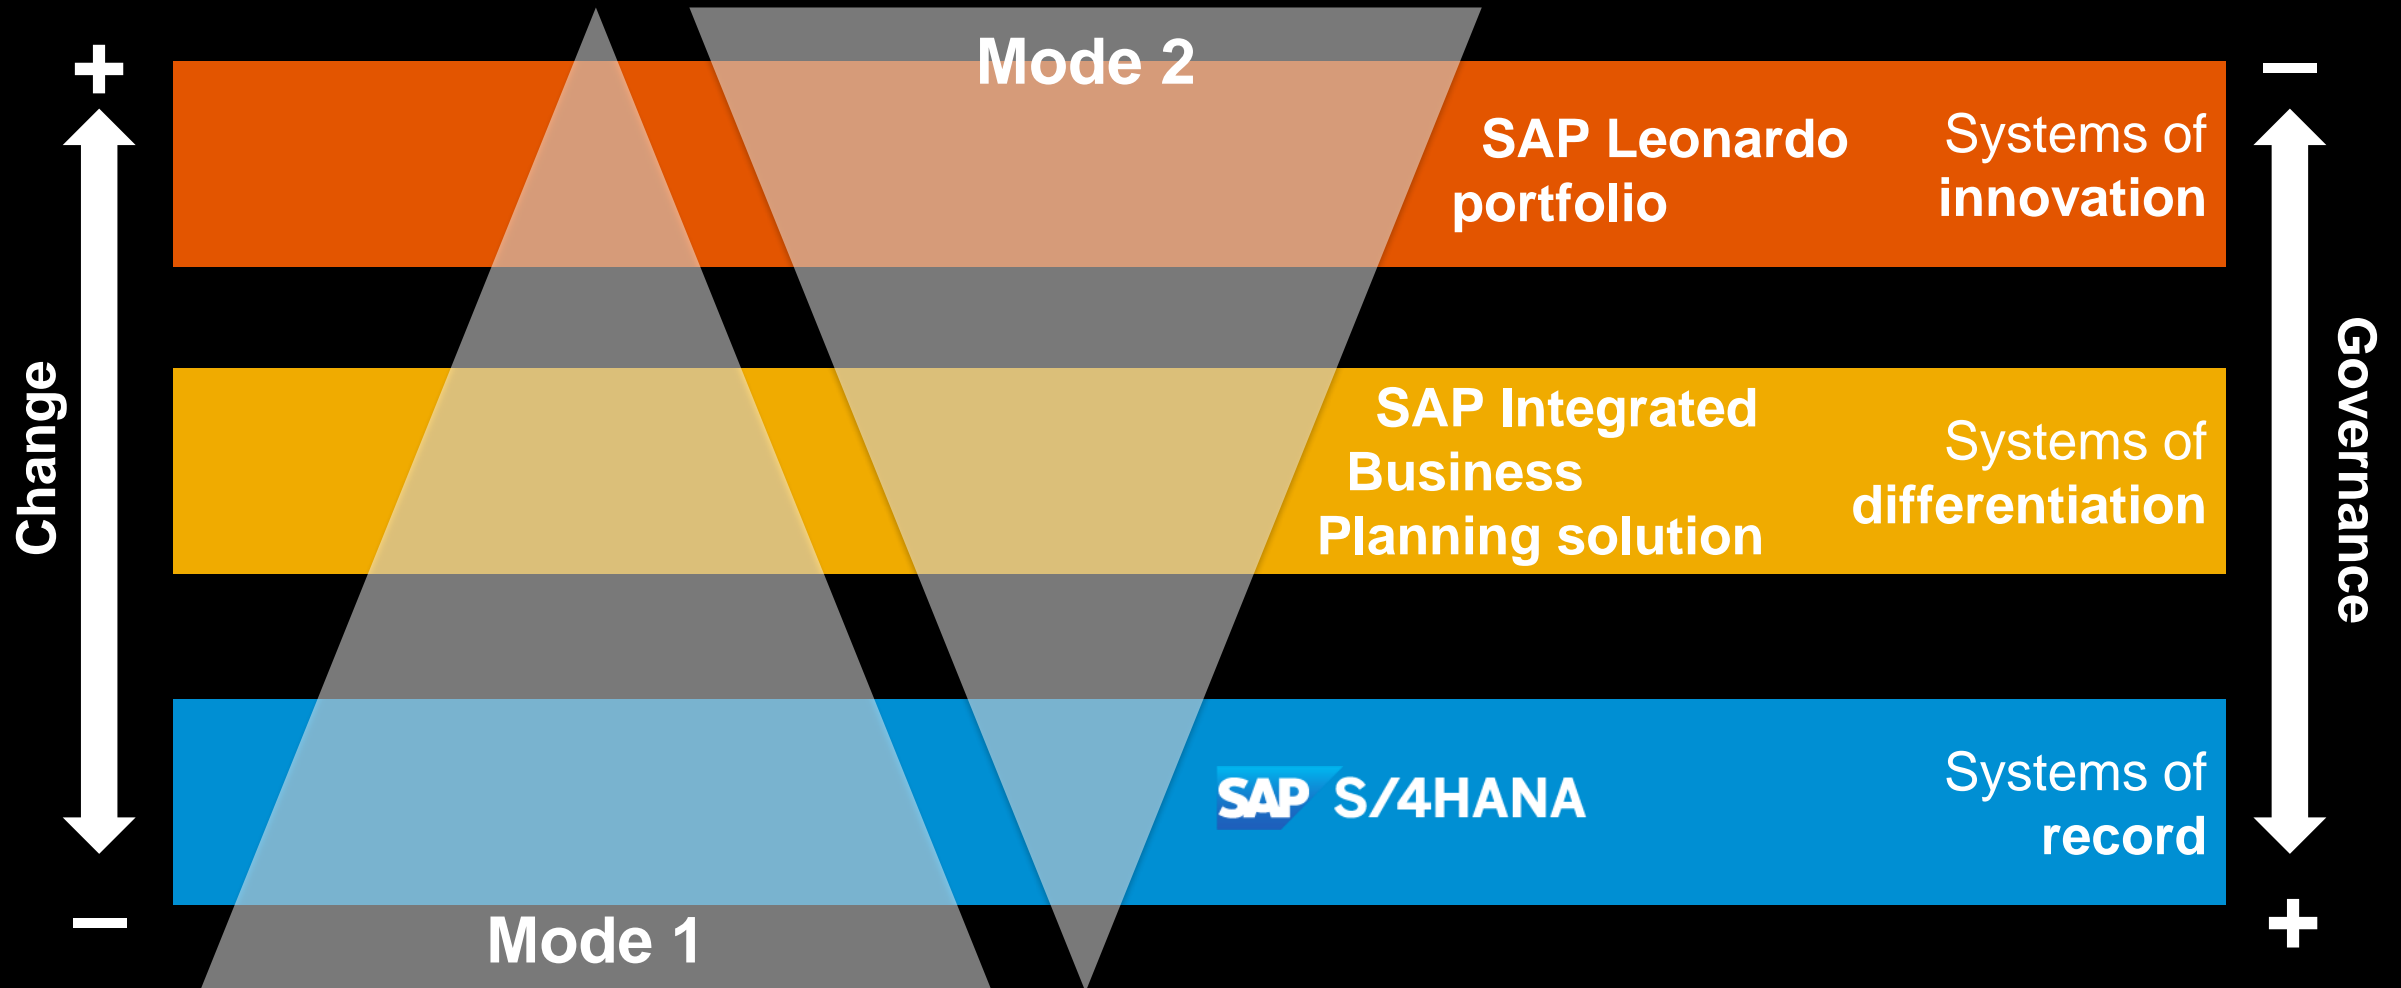 Mode 2
+
–
SAP Leonardo
portfolio
Systems of
innovation
Change
SAP Integrated
Business
Planning solution
Systems of
differentiation
Governance
SAP S/4HANA
Systems of
record
–
Mode 1
+